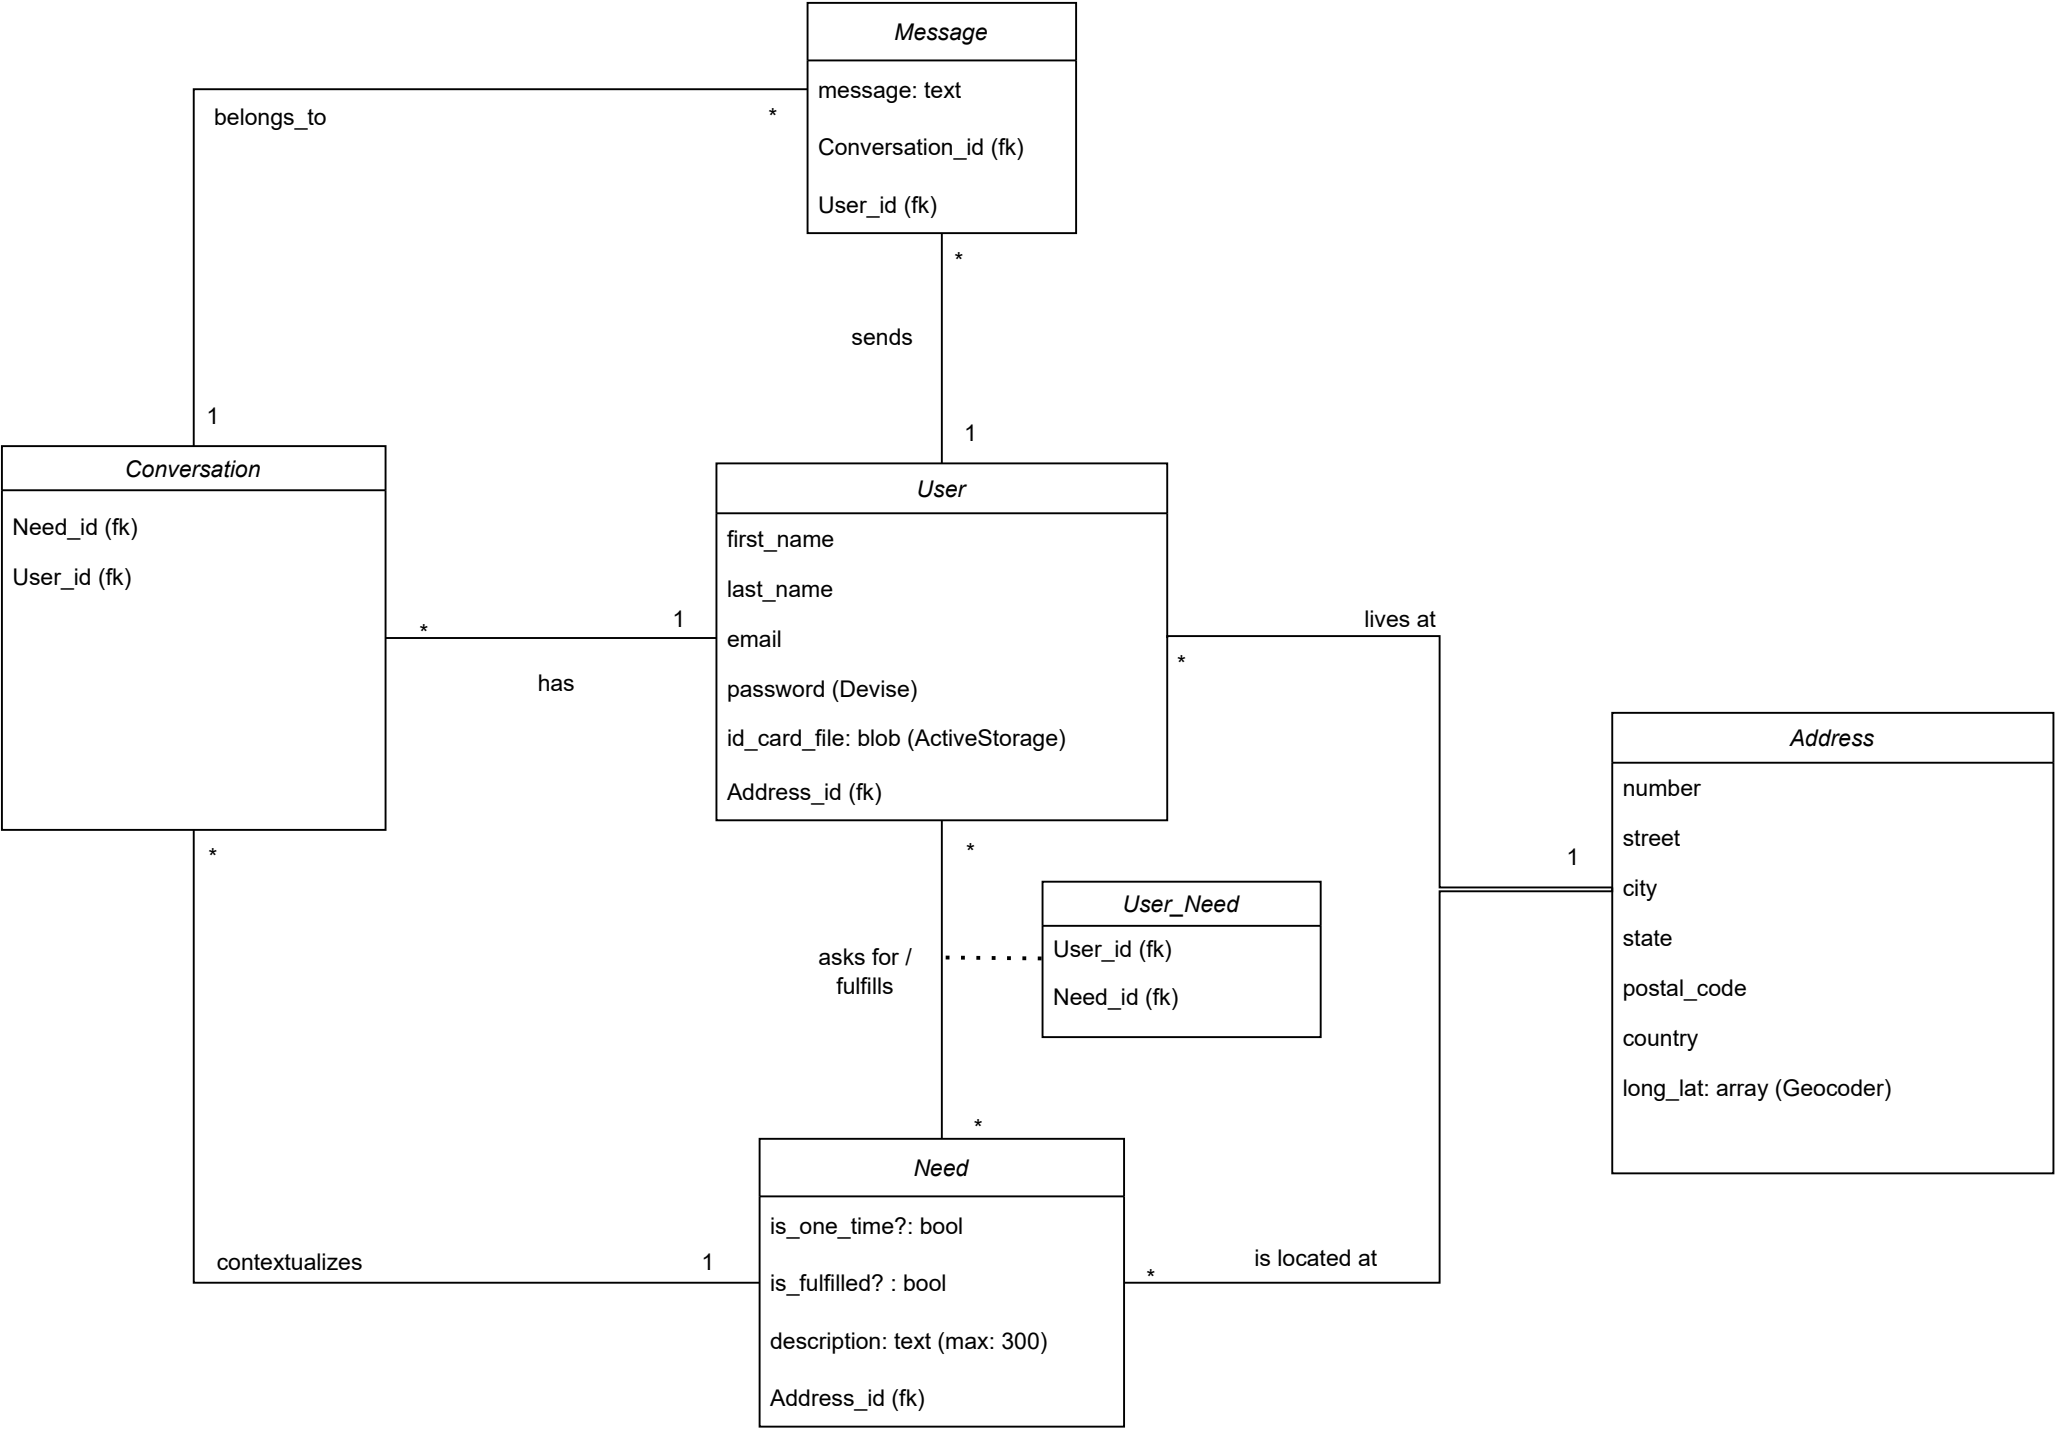 Message
message: text
Conversation_id (fk)
User_id (fk)
belongs_to
*
1
*
sends
1
Conversation
Need_id (fk)
User_id (fk)
*
1
has
User
first_name
last_name
email
password (Devise)
id_card_file: blob (ActiveStorage)
Address_id (fk)
lives at
*
1
Address
number
street
city
state
postal_code
country
long_lat: array (Geocoder)
*
asks for /
fulfills
*
User_Need
User_id (fk)
Need_id (fk)
*
contextualizes
1
Need
is_one_time?: bool
is_fulfilled? : bool
description: text (max: 300)
Address_id (fk)
*
is located at